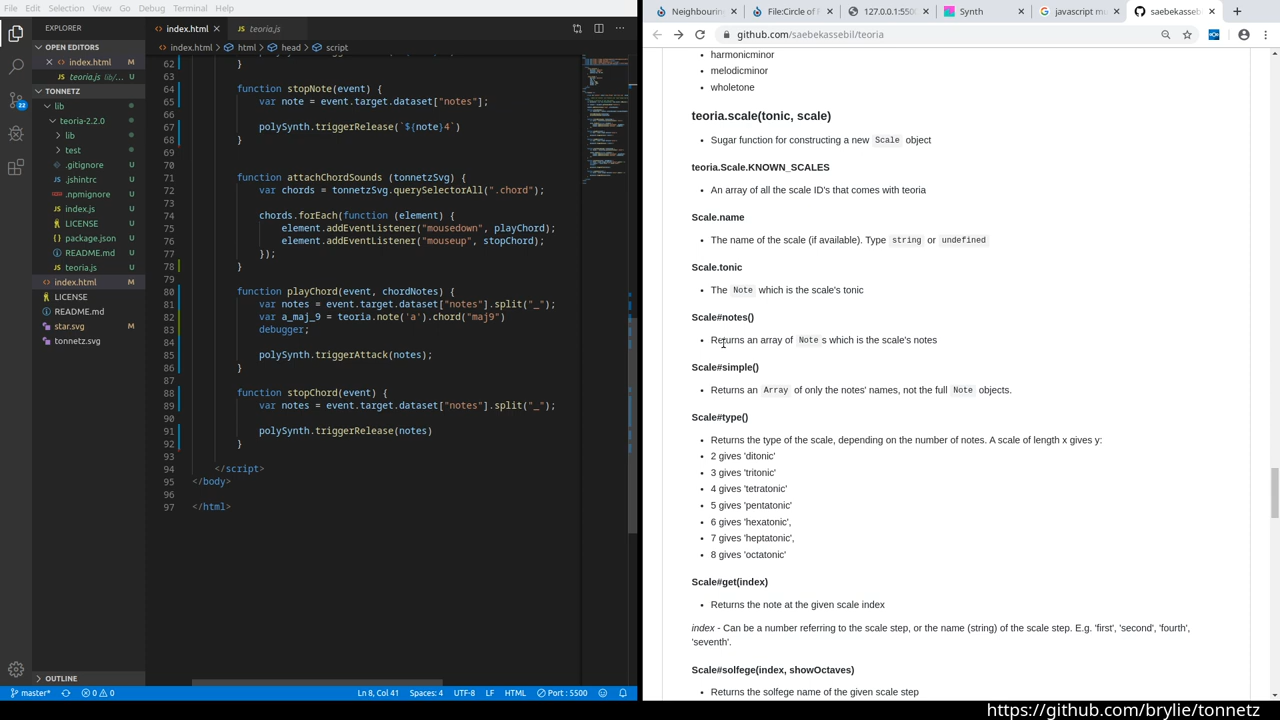 File Edit Selection View Go Debug Terminal Help
EXPLORER
OPEN EDITORS
index.html
teoria.js lib/...
TONNETZ
22
lib
teoria-2.2.0
lib
test
.gitignore
.jshintrc
.npmignore
index.js
LICENSE
package.json
README.md
teoria.js
index.html M
LICENSE
README.md
star.svg M
tonnetz.svg
OUTLINE
index.html
teoria.js
index.html > html > head > script
62 }
63
64 function stopNote(event) {
65 var note = event.target.dataset["notes"];
66
67 polySynth.triggerRelease(`${note}4`)
68 }
69
70
71 function attachChordSounds (tonnetzSvg) {
72 var chords = tonnetzSvg.querySelectorAll(".chord");
73
74 chords.forEach(function (element) {
75 element.addEventListener("mousedown", playChord);
76 element.addEventListener("mouseup", stopChord);
77 });
78 }
79
80 function playChord(event, chordNotes) {
81 var notes = event.target.dataset["notes"].split("_");
82 var a_maj_9 = teoria.note('a').chord("maj9")
83 debugger;
84
85 polySynth.triggerAttack(notes);
86 }
87
88 function stopChord(event) {
89 var notes = event.target.dataset["notes"].split("_");
90
91 polySynth.triggerRelease(notes)
92 }
93
94 </script>
95 </body>
96
97 </html>
master* 0 0 Ln 8, Col 41 Spaces: 4 UTF-8 LF HTML Port : 5500
Neighbourin
File:Circle of F
127.0.0.1:5500
Synth
javascript mu
saebekassebil
github.com/saebekassebil/teoria
harmonicminor
melodicminor
wholetone
teoria.scale(tonic, scale)
Sugar function for constructing a new Scale object
teoria.Scale.KNOWN_SCALES
An array of all the scale ID's that comes with teoria
Scale.name
The name of the scale (if available). Type string or undefined
Scale.tonic
The Note which is the scale's tonic
Scale#notes()
Returns an array of Note s which is the scale's notes
Scale#simple()
Returns an Array of only the notes' names, not the full Note objects.
Scale#type()
Returns the type of the scale, depending on the number of notes. A scale of length x gives y:
2 gives 'ditonic'
3 gives 'tritonic'
4 gives 'tetratonic'
5 gives 'pentatonic'
6 gives 'hexatonic',
7 gives 'heptatonic',
8 gives 'octatonic'
Scale#get(index)
Returns the note at the given scale index
index - Can be a number referring to the scale step, or the name (string) of the scale step. E.g. 'first', 'second', 'fourth',
'seventh'.
Scale#solfege(index, showOctaves)
Returns the solfege name of the given scale step
https://github.com/brylie/tonnetz